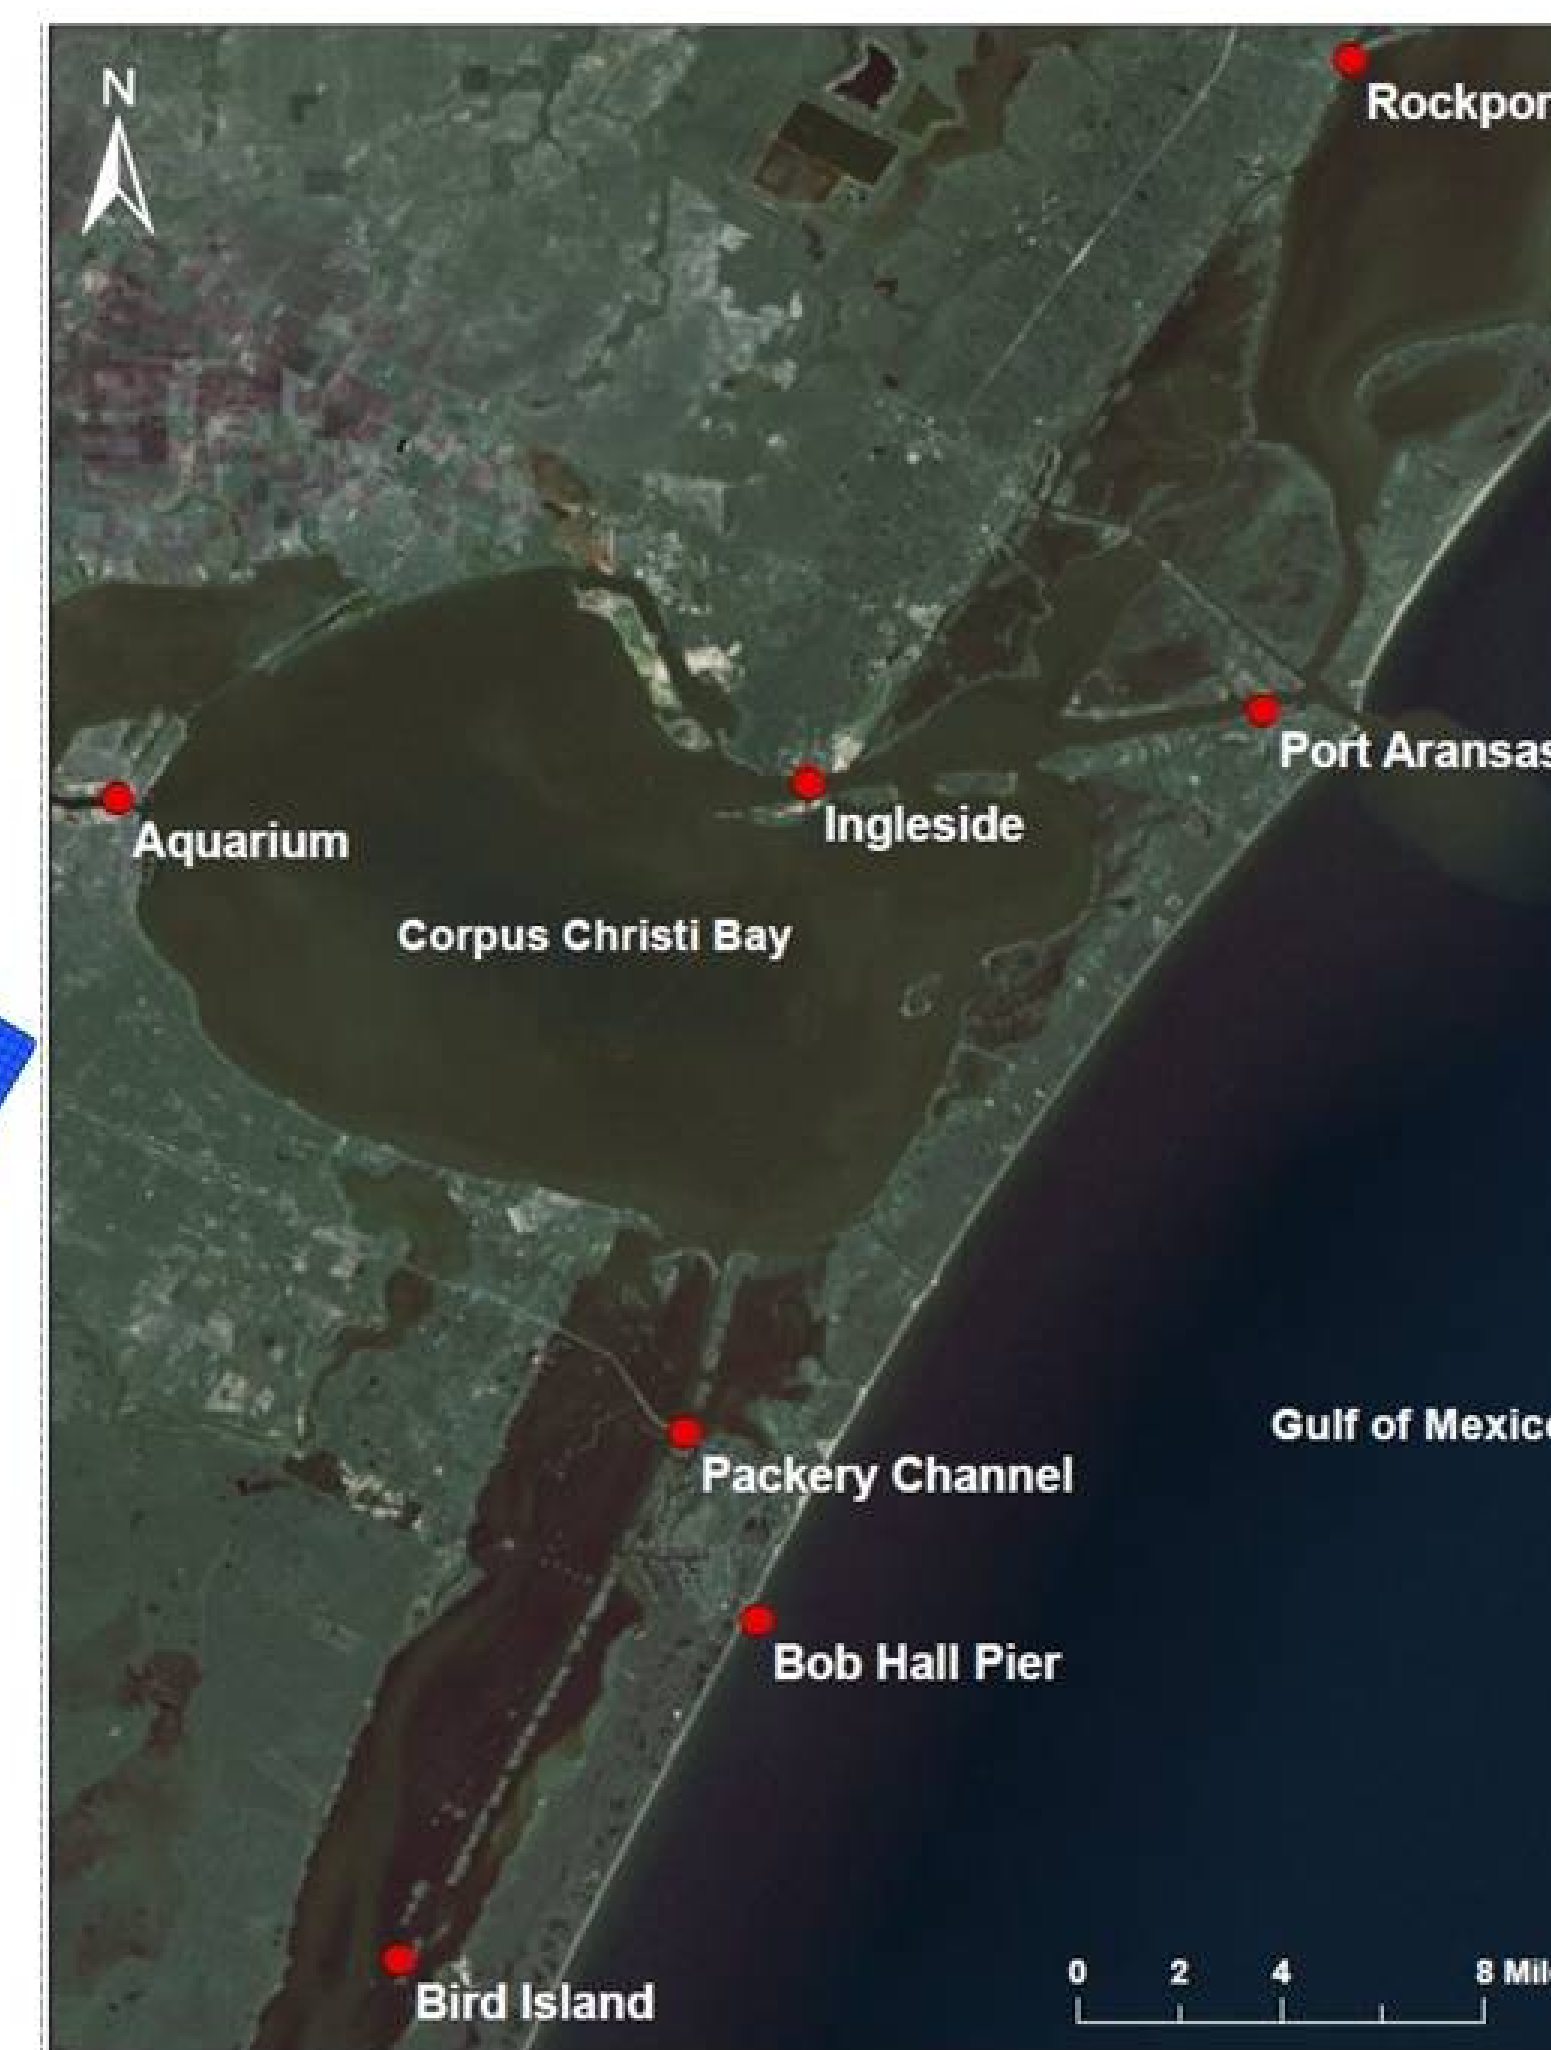 N
Rockpor
Port Aransas
Ingleside
Aquarium
Corpus Christi Bay
Gulf of Mexico
Packery Channel
Bob Hall Pier
0 2 4 8 Mil
Bird Island